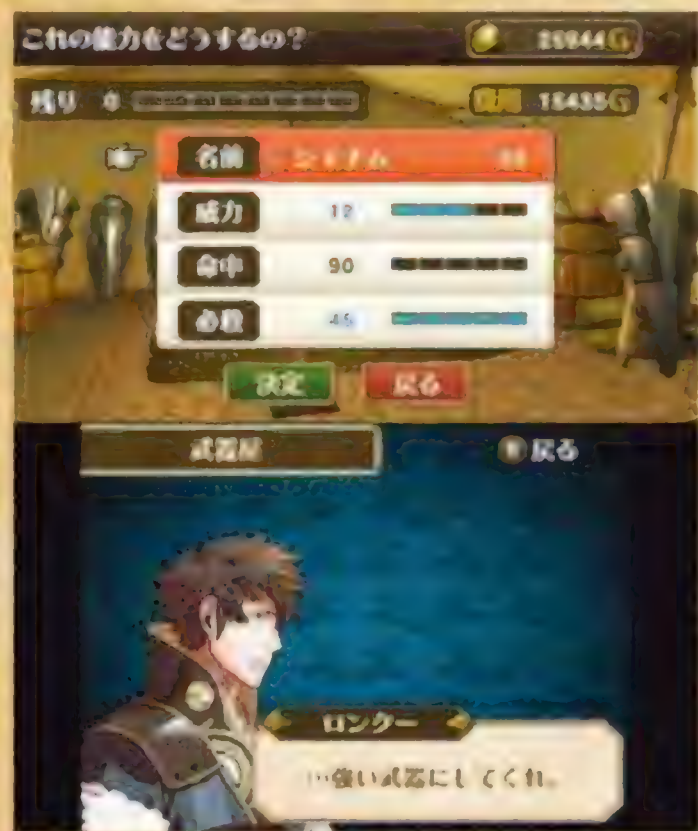 これの能力をどうするの？
残り 0
名前
威力 12
命中 90
必殺 45
決定 戻る
武器屋 戻る
ロンクー
…強い武器にしてくれ。